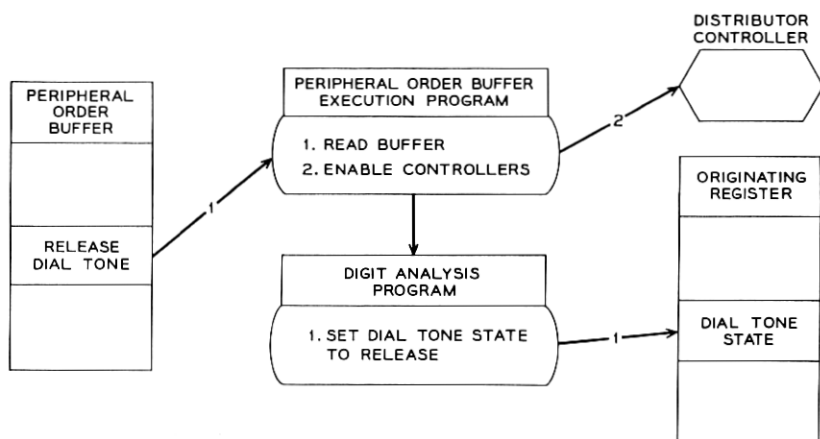 DISTRIBUTOR
CONTROLLER
PERIPHERAL
ORDER
BUFFER
RELEASE
DIAL TONE
1
PERIPHERAL ORDER BUFFER
EXECUTION PROGRAM
1. READ BUFFER
2. ENABLE CONTROLLERS
2
DIGIT ANALYSIS
PROGRAM
1. SET DIAL TONE STATE
TO RELEASE
1
ORIGINATING
REGISTER
DIAL TONE
STATE